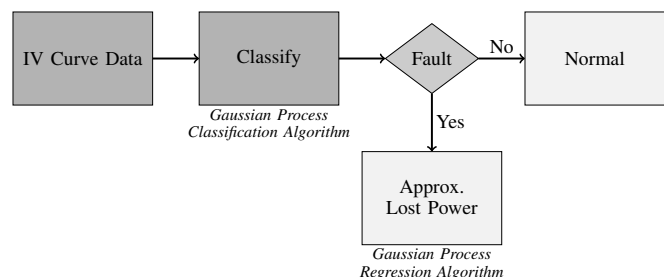 IV Curve Data
Classify
Fault
No
Normal
Gaussian Process
Classification Algorithm
Yes
Approx.
Lost Power
Gaussian Process
Regression Algorithm